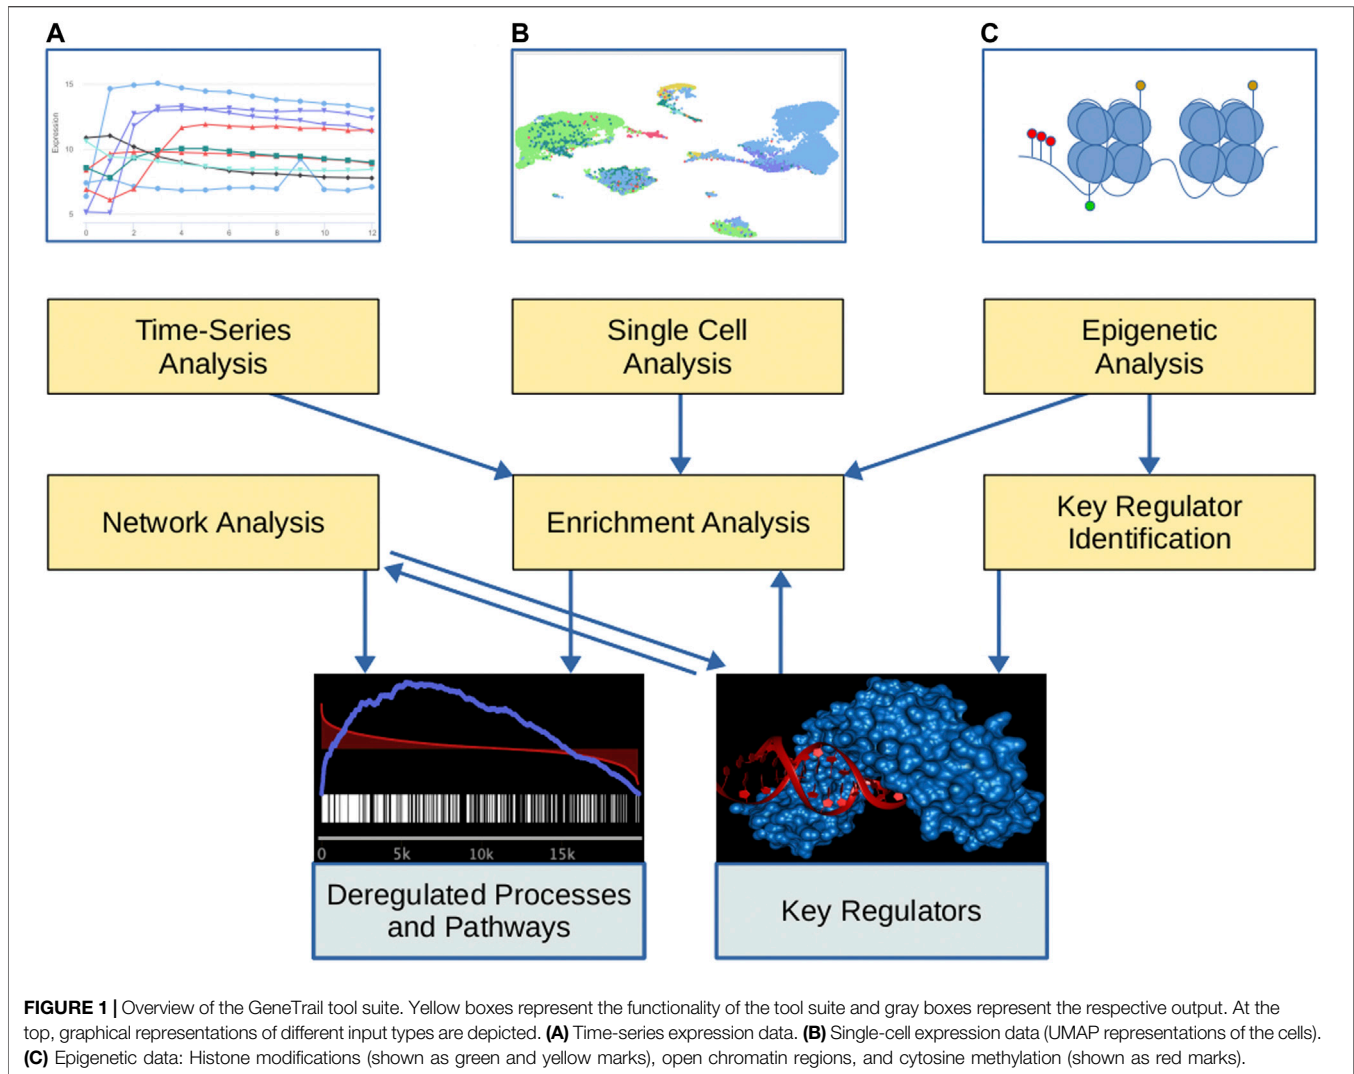 A
B
C
15
10
5
Expression
0
2
4
6
8
10
12
Time-Series
Analysis
Single Cell
Analysis
Epigenetic
Analysis
Network Analysis
Enrichment Analysis
Key Regulator
Identification
0
5k
10k
15k
Deregulated Processes
and Pathways
Key Regulators
FIGURE 1 | Overview of the GeneTrail tool suite. Yellow boxes represent the functionality of the tool suite and gray boxes represent the respective output. At the
top, graphical representations of different input types are depicted. (A) Time-series expression data. (B) Single-cell expression data (UMAP representations of the cells).
(C) Epigenetic data: Histone modifications (shown as green and yellow marks), open chromatin regions, and cytosine methylation (shown as red marks).